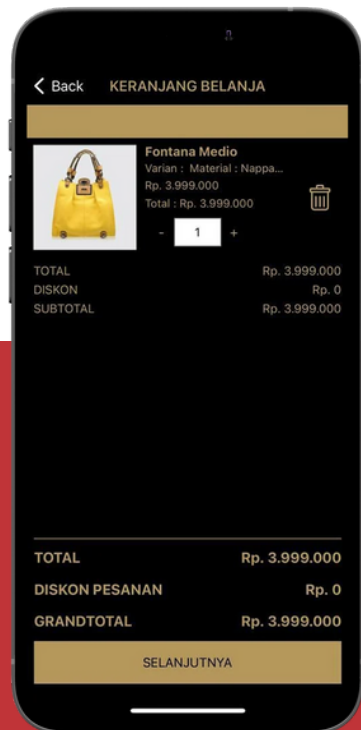 Back KERANJANG BELANJA
Fontana Medio
Varian : Material : Nappa...
Rp. 3.999.000
Total : Rp. 3.999.000
- 1 +
TOTAL Rp. 3.999.000
DISKON Rp. 0
SUBTOTAL Rp. 3.999.000
TOTAL Rp. 3.999.000
DISKON PESANAN Rp. 0
GRANDTOTAL Rp. 3.999.000
SELANJUTNYA